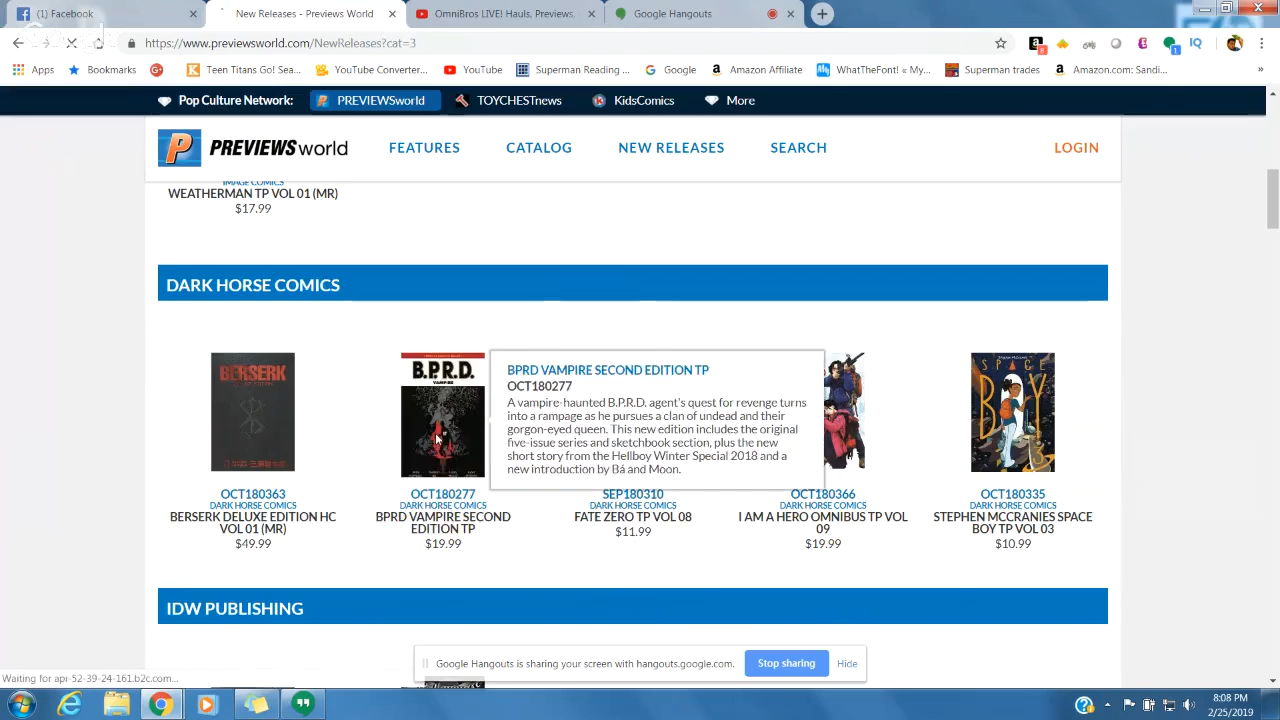 (1) Facebook
New Releases - Previews World
OmniBros LIVE! Hauls, Previews,
Google Hangouts
https://www.previewsworld.com/NewReleases?cat=3
8
1
IQ
Apps
Bookmarks
Teen Titans Go! Sea...
YouTube Converter...
YouTube
Superman Reading ...
Google
Amazon Affiliate
WhatTheFont! « My...
Superman trades
Amazon.com: Sandi...
»
Pop Culture Network:
PREVIEWSworld
TOYCHESTnews
KidsComics
More
PREVIEWSworld
FEATURES
CATALOG
NEW RELEASES
SEARCH
LOGIN
IMAGE COMICS
WEATHERMAN TP VOL 01 (MR)
$17.99
DARK HORSE COMICS
BERSERK
B.P.R.D.
VAMPIRE
SPACE
BOY
3
BPRD VAMPIRE SECOND EDITION TP
OCT180277
A vampire-haunted B.P.R.D. agent's quest for revenge turns
into a rampage as he pursues a clan of undead and their
gorgon-eyed queen. This new edition includes the original
five-issue series and sketchbook section, plus the new
short story from the Hellboy Winter Special 2018 and a
new introduction by Bá and Moon.
OCT180363
DARK HORSE COMICS
BERSERK DELUXE EDITION HC
VOL 01 (MR)
$49.99
OCT180277
DARK HORSE COMICS
BPRD VAMPIRE SECOND
EDITION TP
$19.99
SEP180310
DARK HORSE COMICS
FATE ZERO TP VOL 08
$11.99
OCT180366
DARK HORSE COMICS
I AM A HERO OMNIBUS TP VOL
09
$19.99
OCT180335
DARK HORSE COMICS
STEPHEN MCCRANIES SPACE
BOY TP VOL 03
$10.99
IDW PUBLISHING
Google Hangouts is sharing your screen with hangouts.google.com.
Stop sharing
Hide
Waiting for api-52-39-24-161.b2c.com...
8:08 PM
2/25/2019